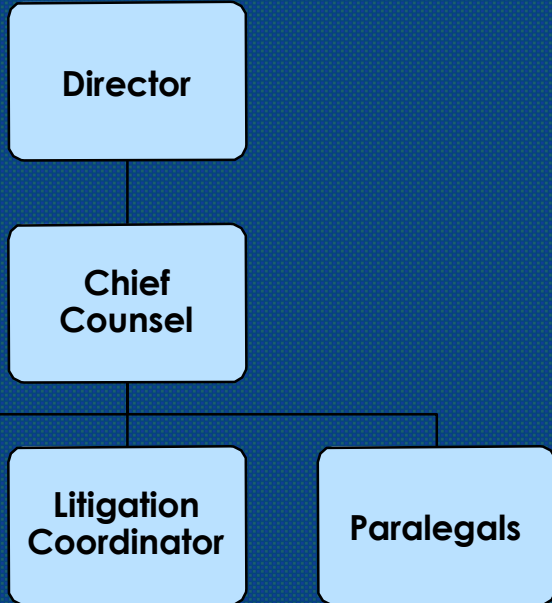 Director
Chief
Counsel
Litigation
Coordinator
Paralegals